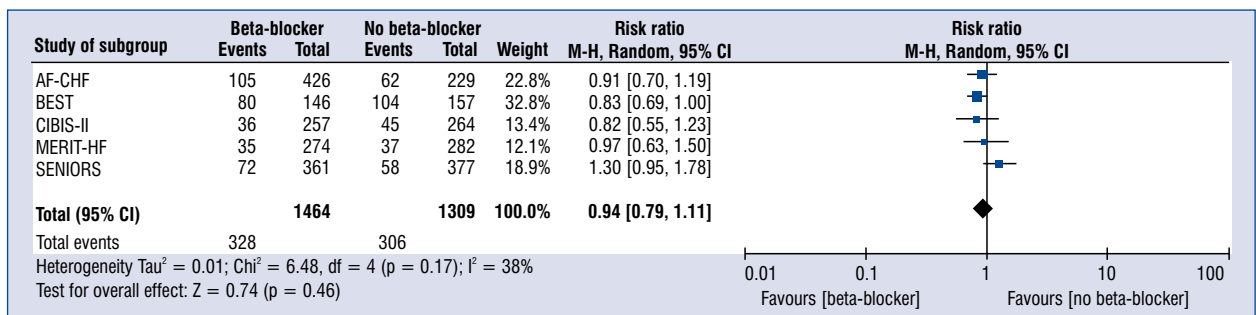 Beta-blocker No beta-blocker Risk ratio Risk ratio
Study of subgroup Events Total Events Total Weight M-H, Random, 95% CI M-H, Random, 95% CI
AF-CHF 105 426 62 229 22.8% 0.91 [0.70, 1.19]
BEST 80 146 104 157 32.8% 0.83 [0.69, 1.00]
CIBIS-II 36 257 45 264 13.4% 0.82 [0.55, 1.23]
MERIT-HF 35 274 37 282 12.1% 0.97 [0.63, 1.50]
SENIORS 72 361 58 377 18.9% 1.30 [0.95, 1.78]
Total (95% CI) 1464 1309 100.0% 0.94 [0.79, 1.11]
Total events 328 306
Heterogeneity Tau² = 0.01; Chi² = 6.48, df = 4 (p = 0.17); I² = 38%
Test for overall effect: Z = 0.74 (p = 0.46)
0.01 0.1 1 10 100
Favours [beta-blocker] Favours [no beta-blocker]